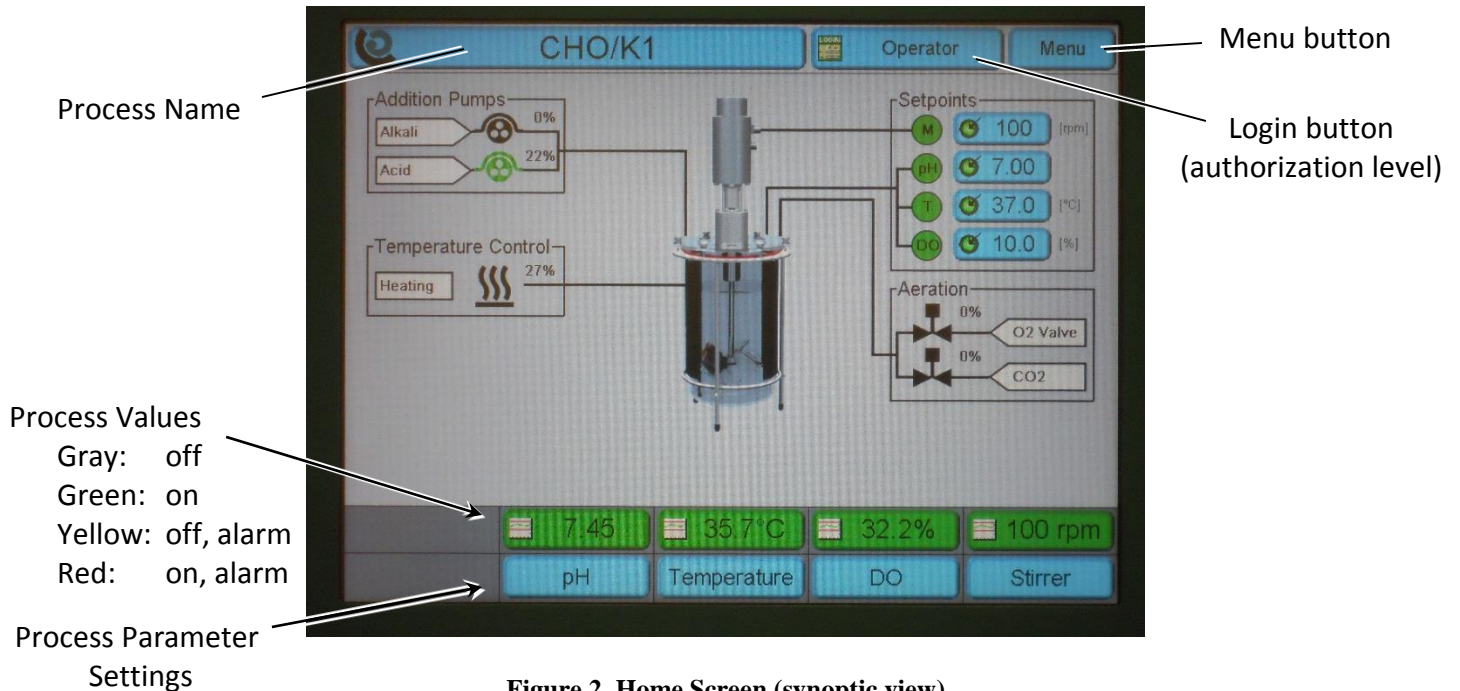 CHO/K1
Operator
Menu
Menu button
Process Name
Login button
(authorization level)
Addition Pumps
Alkali
0%
Acid
22%
Setpoints
M
100
[rpm]
pH
7.00
T
37.0
[°C]
DO
10.0
[%]
Temperature Control
Heating
27%
Aeration
0%
O2 Valve
0%
CO2
Process Values
Gray: off
Green: on
Yellow: off, alarm
Red: on, alarm
7.45
35.7°C
32.2%
100 rpm
pH
Temperature
DO
Stirrer
Process Parameter
Settings
Figure 2. Home Screen (synoptic view)